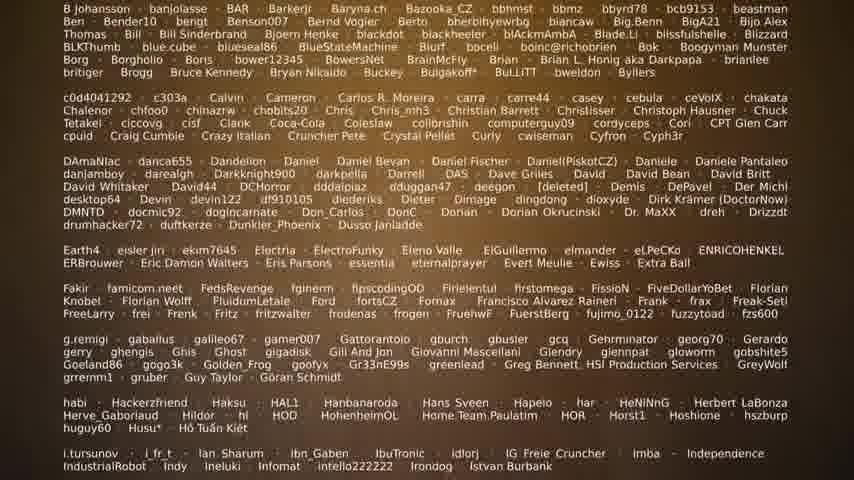 B Johansson · banjolasse · BAR · BarkerJr · Baryna.ch · Bazooka_CZ · bbhmst · bbmz · bbyrd78 · bcb9153 · beastman
Ben · Bender10 · bengt · Benson007 · Bernd Vogler · Berto · bherbihyewrbg · biancaw · Big.Benn · BigA21 · Bijo Alex
Thomas · Bill · Bill Sinderbrand · Bjoern Henke · blackdot · blackheeler · blAckmAmbA · Blade.Li · blissfulshelle · Blizzard
BLKThumb · blue.cube · blueseal86 · BlueStateMachine · Blurf · bocell · boinc@richobrien · Bok · Boogyman Munster
Borg · Borgholio · Boris · bower12345 · BowersNet · BrainMcFly · Brian · Brian L. Honig aka Darkpapa · brianlee
britiger · Brogg · Bruce Kennedy · Bryan Nikaido · Buckey · Bulgakoff* · BuLLiTT · bweldon · Byllers
c0d4041292 · c303a · Calvin · Cameron · Carlos R. Moreira · carra · carre44 · casey · cebula · ceVoIX · chakata
Chalenor · chfoo0 · chinazrw · chobits20 · Chris · Chris_mh3 · Christian Barrett · Chrislisser · Christoph Hausner · Chuck
Tetakel · ciccovg · cisf · Clank · Coca-Cola · Coleslaw · collbrishin · computerguy09 · cordyceps · Cori · CPT Glen Carr
cpuid · Craig Cumbie · Crazy Italian · Cruncher Pete · Crystal Pellet · Curly · cwiseman · Cyfron · Cyph3r
DAmaNIac · danca655 · Dandelion · Daniel · Daniel Bevan · Daniel Fischer · Daniel(PiskotCZ) · Daniele · Daniele Pantaleo
danjamboy · darealgh · Darkknight900 · darkpella · Darrell · DAS · Dave Griles · David · David Bean · David Britt ·
David Whitaker · David44 · DCHorror · dddalpiaz · dduggan47 · deegon · [deleted] · Demis · DePavel · Der Michl
desktop64 · Devin · devin122 · df910105 · diederiks · Dieter · Dimage · dingdong · dioxyde · Dirk Krämer (DoctorNow)
DMNTD · docmic92 · doglncarnate · Don_Carlos · DonC · Dorian · Dorian Okrucinski · Dr. MaXX · dreh · Drizzdt
drumhacker72 · duftkerze · Dunkler_Phoenix · Dusso Janladde
Earth4 · eisler jiri · ekim7645 · Electria · ElectroFunky · Eleno Valle · ElGuillermo · elmander · eLPeCKo · ENRICOHENKEL
ERBrouwer · Eric Damon Walters · Eris Parsons · essentia · eternalprayer · Evert Meulie · Ewiss · Extra Ball
Fakir · famicom.neet · FedsRevenge · fginerm · fipscodingOD · Firielentul · firstomega · FissioN · FiveDollarYoBet · Florian
Knobel · Florian Wolff · FluidumLetale · Ford · fortsCZ · Fornax · Francisco Alvarez Raineri · Frank · frax · Freak-Setl
FreeLarry · frei · Frenk · Fritz · fritzwalter · frodenas · frogen · FruehwF · FuerstBerg · fujimo_0122 · fuzzytoad · fzs600
g.remigi · gaballus · galileo67 · gamer007 · Gattorantolo · gburch · gbusler · gcq · Gehrminator · georg70 · Gerardo
gerry · ghengis · Ghis · Ghost · gigadisk · Gili And Jon · Giovanni Mascellani · Glendry · glennpat · gloworm · gobshite5
Goeland86 · gogo3k · Golden_Frog · goofyx · Gr33nE99s · greenlead · Greg Bennett, HSI Production Services · GreyWolf
grremm1 · gruber · Guy Taylor · Göran Schmidt
habi · Hackerzfriend · Haksu · HAL1 · Hanbanaroda · Hans Sveen · Hapelo · har · HeNiNnG · Herbert LaBonza
Herve_Gaboriaud · Hildor · hl · HOD · HohenheimOL · Home.Team.Paulatim · HOR · Horst1 · Hoshione · hszburp
huguy60 · Husu* · Hồ Tuấn Kiệt
i.tursunov · i_fr_t · Ian Sharum · Ibn_Gaben · IbuTronic · idlorj · IG Freie Cruncher · Imba · Independence
IndustrialRobot · Indy · Ineluki · Infomat · intello222222 · Irondog · Istvan Burbank